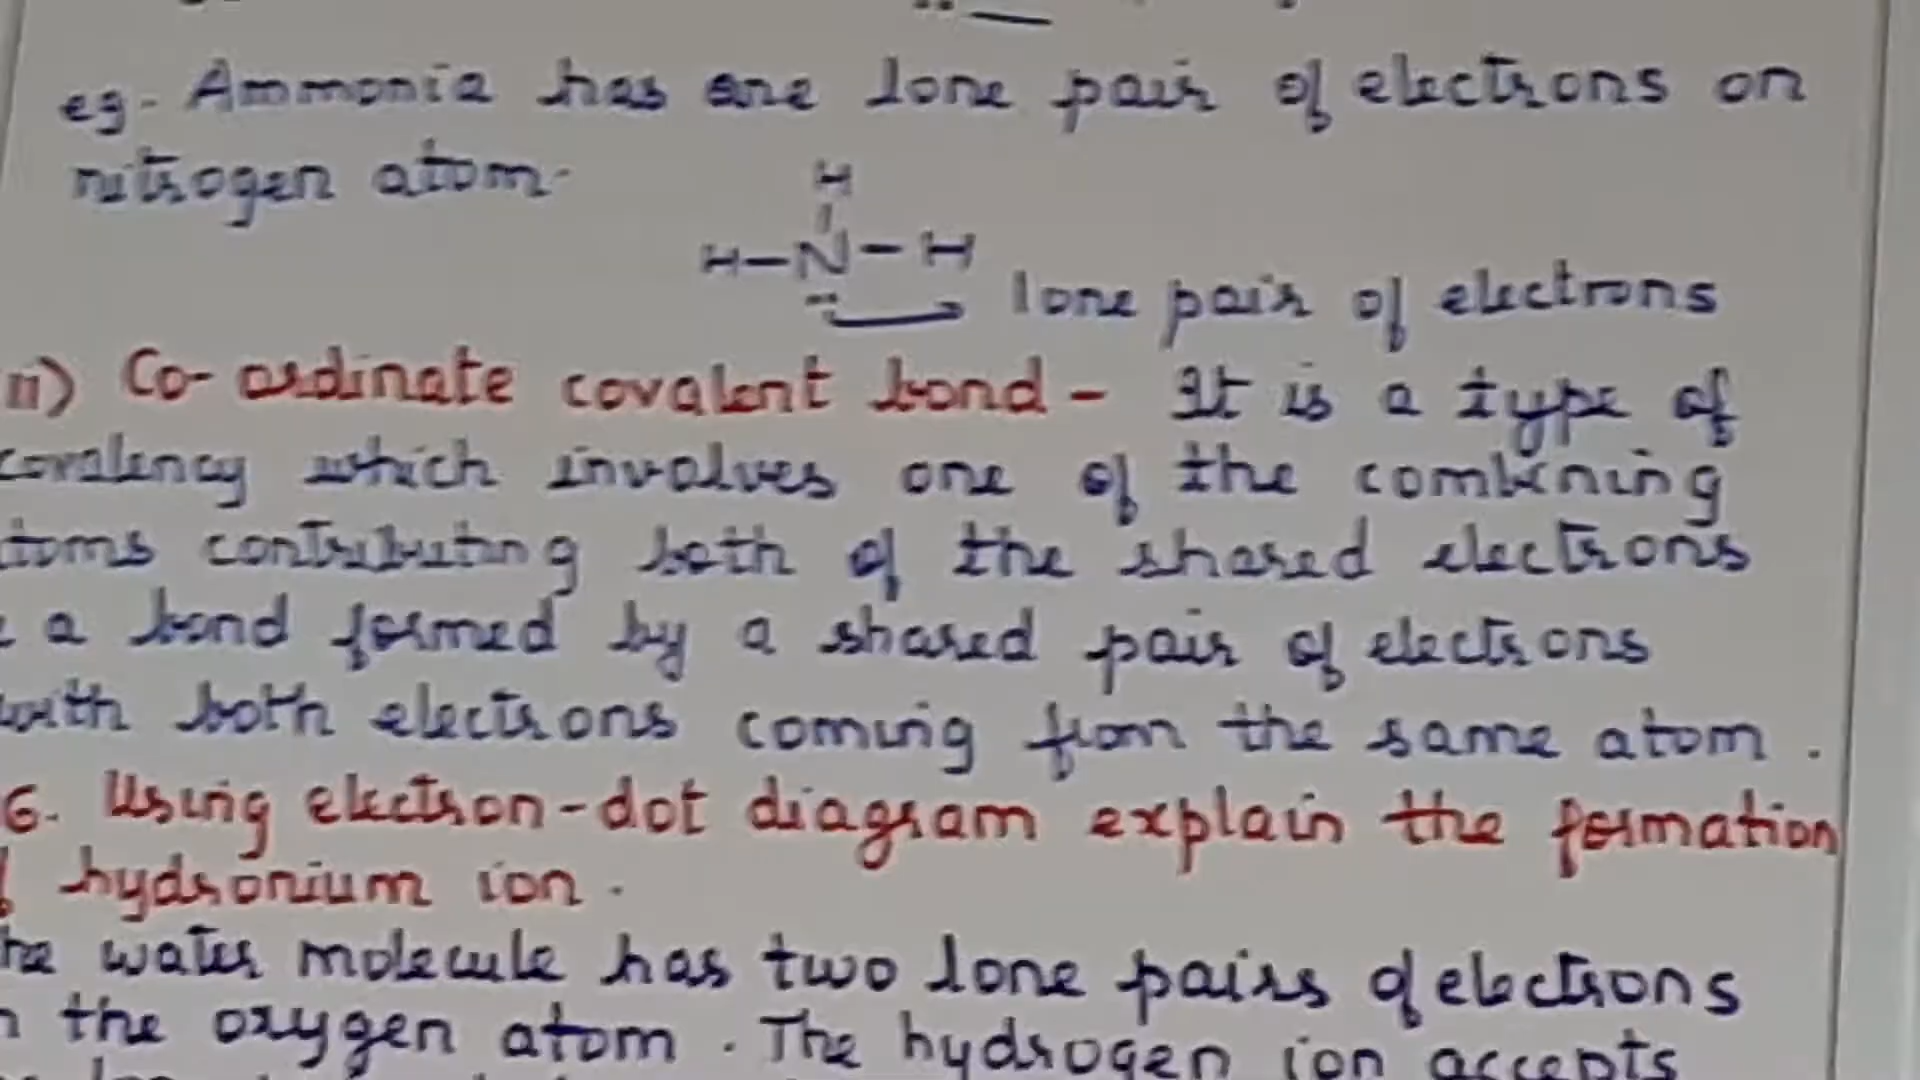 eg- Ammonia has one lone pair of electrons on
nitrogen atom.
H
H-N-H
lone pair of electrons
ii) Co-ordinate covalent bond - It is a type of
covalency which involves one of the combining
atoms contributing both of the shared electrons
a bond formed by a shared pair of electrons
with both electrons coming from the same atom.
6. Using electron-dot diagram explain the formation
of hydronium ion.
The water molecule has two lone pairs of electrons
the oxygen atom. The hydrogen ion accepts